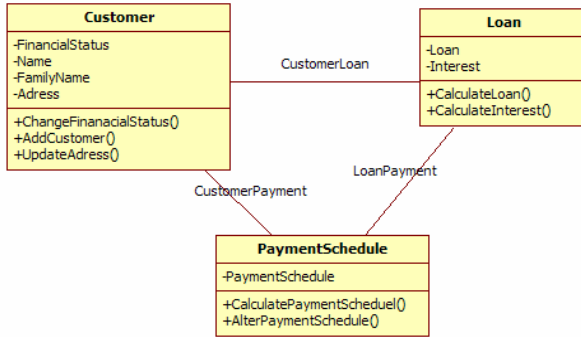 Customer
-FinancialStatus
-Name
-FamilyName
-Adress
+ChangeFinanacialStatus()
+AddCustomer()
+UpdateAdress()
CustomerLoan
Loan
-Loan
-Interest
+CalculateLoan()
+CalculateInterest()
CustomerPayment
LoanPayment
PaymentSchedule
-PaymentSchedule
+CalculatePaymentScheduel()
+AlterPaymentSchedule()